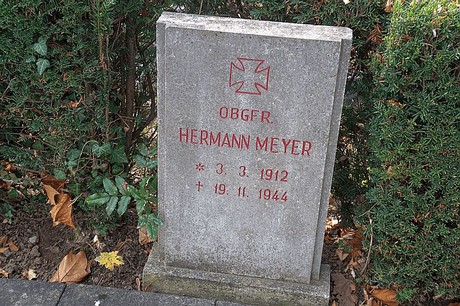 OBGFR.
HERMANN MEYER
* 3. 3. 1912
† 19. 11. 1944